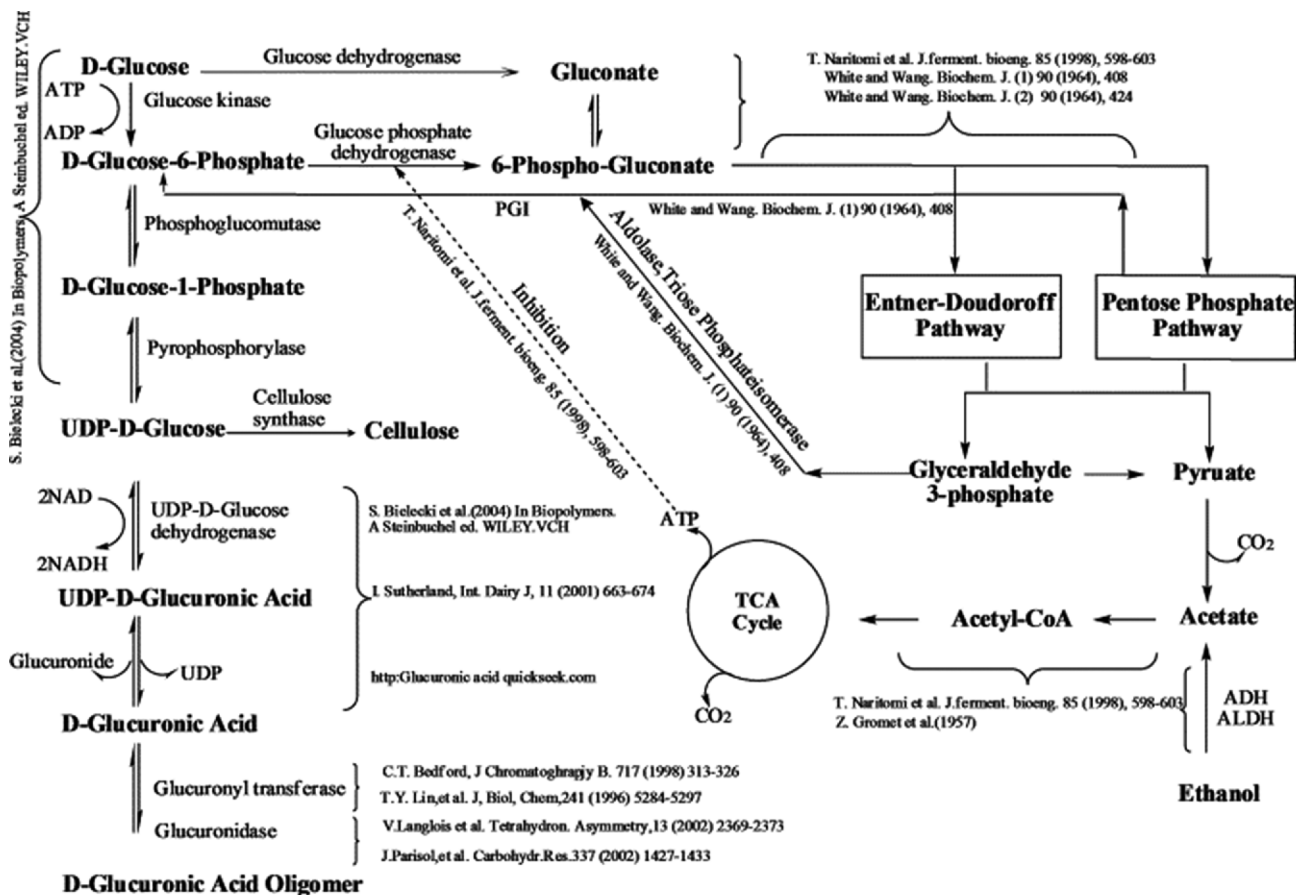 S. Bielecki et al.(2004) In Biopolymers. A Steinbuchel ed. WILEY.VCH
D-Glucose
Glucose dehydrogenase
Gluconate
T. Naritomi et al. J.ferment. bioeng. 85 (1998), 598-603
White and Wang. Biochem. J. (1) 90 (1964), 408
White and Wang. Biochem. J. (2) 90 (1964), 424
ATP
Glucose kinase
ADP
D-Glucose-6-Phosphate
Glucose phosphate
dehydrogenase
6-Phospho-Gluconate
PGI
White and Wang. Biochem. J. (1) 90 (1964), 408
Phosphoglucomutase
D-Glucose-1-Phosphate
Inhibition
T. Naritomi et al. J.ferment. bioeng. 85 (1998), 598-603
Aldolase, Triose Phosphateisomerase
White and Wang. Biochem. J. (1) 90 (1964), 408
Entner-Doudoroff
Pathway
Pentose Phosphate
Pathway
Pyrophosphorylase
UDP-D-Glucose
Cellulose
synthase
Cellulose
Glyceraldehyde
3-phosphate
Pyruate
2NAD
UDP-D-Glucose
dehydrogenase
2NADH
S. Bielecki et al.(2004) In Biopolymers.
A Steinbuchel ed. WILEY.VCH
ATP
CO2
UDP-D-Glucuronic Acid
I. Sutherland, Int. Dairy J, 11 (2001) 663-674
TCA
Cycle
Acetyl-CoA
Acetate
Glucuronide
UDP
http:Glucuronic acid quickseek.com
CO2
T. Naritomi et al. J.ferment. bioeng. 85 (1998), 598-603
Z. Gromet et al.(1957)
ADH
ALDH
D-Glucuronic Acid
Glucuronyl transferase
C.T. Bedford, J Chromatoghrapjy B. 717 (1998) 313-326
T.Y. Lin,et al. J, Biol, Chem,241 (1996) 5284-5297
Ethanol
Glucuronidase
V.Langlois et al. Tetrahydron. Asymmetry,13 (2002) 2369-2373
J.Parisol,et al. Carbohydr.Res.337 (2002) 1427-1433
D-Glucuronic Acid Oligomer